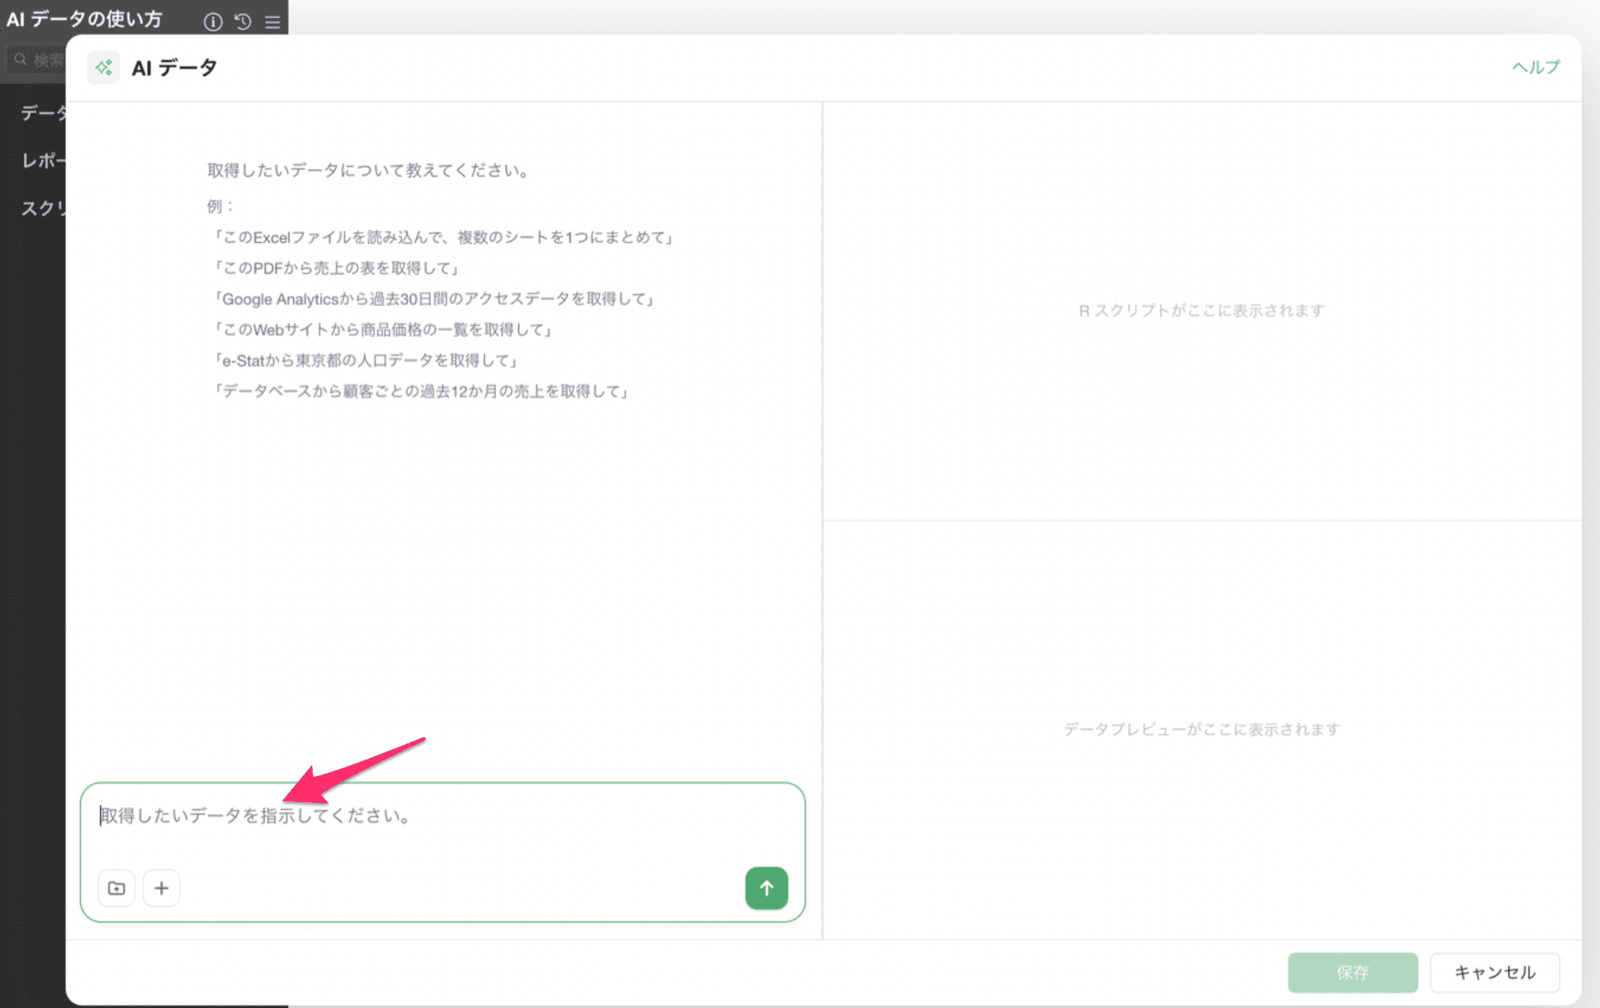 AI データの使い方
検索
データ
レポー
スクリ
AI データ
ヘルプ
取得したいデータについて教えてください。
例：
「このExcelファイルを読み込んで、複数のシートを1つにまとめて」
「このPDFから売上の表を取得して」
「Google Analyticsから過去30日間のアクセスデータを取得して」
「このWebサイトから商品価格の一覧を取得して」
「e-Statから東京都の人口データを取得して」
「データベースから顧客ごとの過去12か月の売上を取得して」
R スクリプトがここに表示されます
データプレビューがここに表示されます
取得したいデータを指示してください。
保存
キャンセル